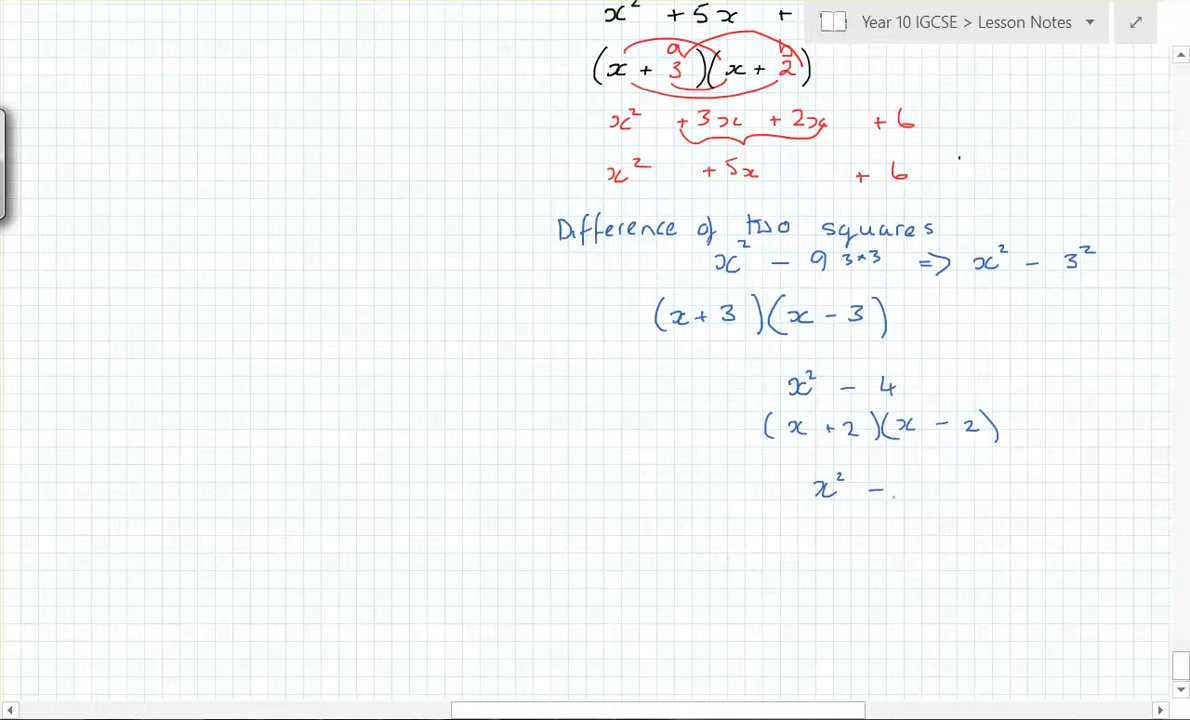 x² + 5x +
Year 10 IGCSE > Lesson Notes
a b
(x + 3)(x + 2)
x² + 3x + 2x + 6
x² + 5x + 6
Difference of two squares
x² - 9 3×3 => x² - 3²
(x + 3)(x - 3)
x² - 4
(x + 2)(x - 2)
x² -